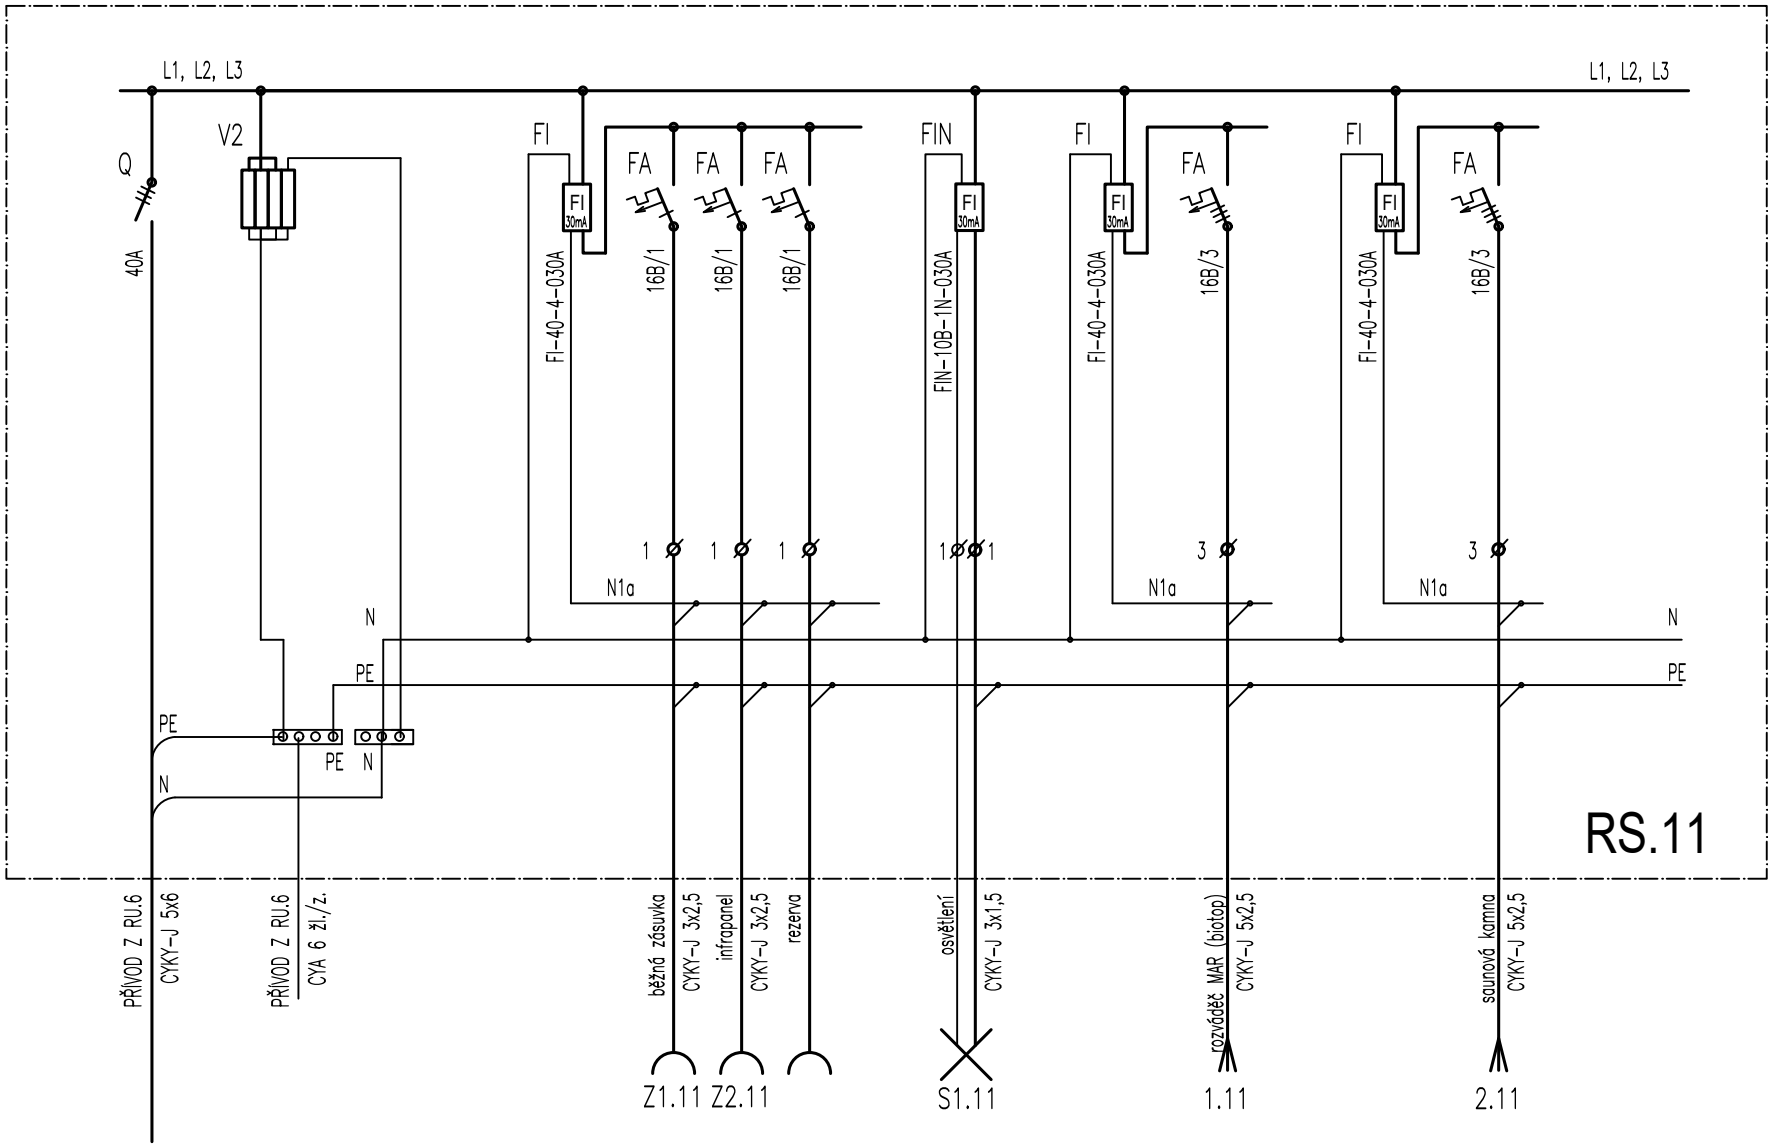 L1, L2, L3
L1, L2, L3
Q
V2
FI
FA
FA
FA
FIN
FI
FA
FI
FA
FI
30mA
FI
30mA
FI
30mA
FI
30mA
40A
FI-40-4-030A
16B/1
16B/1
16B/1
FIN-10B-1N-030A
FI-40-4-030A
16B/3
FI-40-4-030A
16B/3
1
1
1
1
1
3
3
N1a
N1a
N1a
N
N
PE
PE
PE
PE
N
N
RS.11
PŘÍVOD Z RU.6
CYKY-J 5x6
PŘÍVOD Z RU.6
CYA 6 žl./z.
běžná zásuvka
CYKY-J 3x2,5
infrapanel
CYKY-J 3x2,5
rezerva
osvětlení
CYKY-J 3x1,5
rozváděč MAR (biotop)
CYKY-J 5x2,5
saunová kamna
CYKY-J 5x2,5
Z1.11
Z2.11
S1.11
1.11
2.11